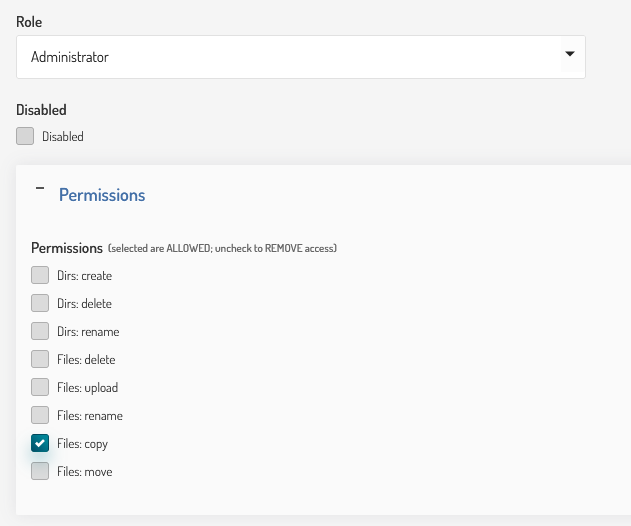 Role
Administrator
Disabled
Disabled
Permissions
Permissions (selected are ALLOWED; uncheck to REMOVE access)
Dirs: create
Dirs: delete
Dirs: rename
Files: delete
Files: upload
Files: rename
Files: copy
Files: move